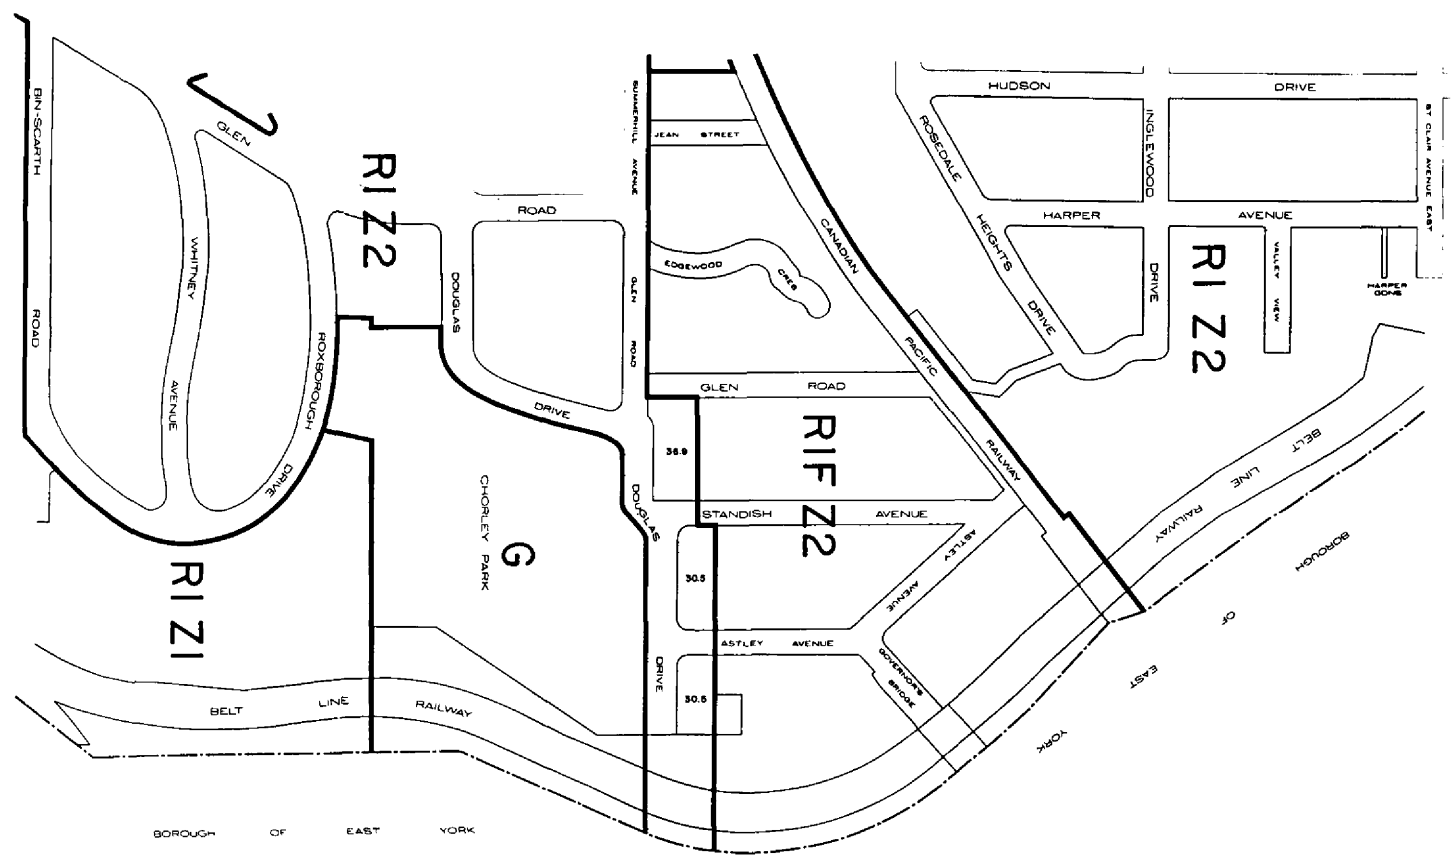 HUDSON DRIVE
BIN-SCARTH ROAD
GLEN ROAD
WHITNEY AVENUE
ROXBOROUGH DRIVE
R1 Z2
DOUGLAS DRIVE
SUMMERHILL AVENUE
GLEN ROAD
JEAN STREET
EDGEWOOD CRES
CANADIAN PACIFIC RAILWAY
ROSEDALE HEIGHTS DRIVE
INGLEWOOD DRIVE
ST CLAIR AVENUE EAST
HARPER AVENUE
VALLEY VIEW
HARPER GDNS
R1 Z2
GLEN ROAD
36.9
R1F Z2
BELT LINE RAILWAY
CHORLEY PARK
G
DOUGLAS DRIVE
STANDISH AVENUE
ASTLEY AVENUE
30.5
ASTLEY AVENUE
30.5
GOVERNOR'S BRIDGE
BOROUGH OF EAST YORK
R1 Z1
BELT LINE RAILWAY
BOROUGH OF EAST YORK